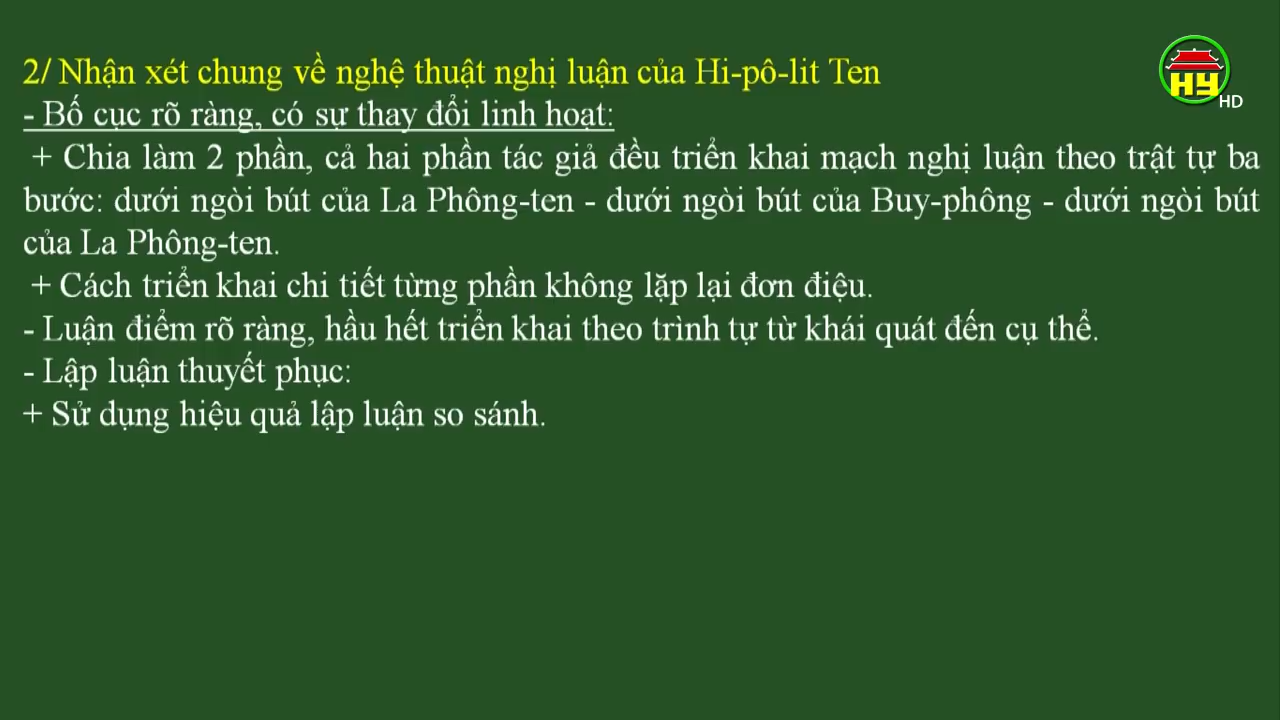 2/ Nhận xét chung về nghệ thuật nghị luận của Hi-pô-lit Ten
- Bố cục rõ ràng, có sự thay đổi linh hoạt:
+ Chia làm 2 phần, cả hai phần tác giả đều triển khai mạch nghị luận theo trật tự ba
bước: dưới ngòi bút của La Phông-ten - dưới ngòi bút của Buy-phông - dưới ngòi bút
của La Phông-ten.
+ Cách triển khai chi tiết từng phần không lặp lại đơn điệu.
- Luận điểm rõ ràng, hầu hết triển khai theo trình tự từ khái quát đến cụ thể.
- Lập luận thuyết phục:
+ Sử dụng hiệu quả lập luận so sánh.
HY
HD